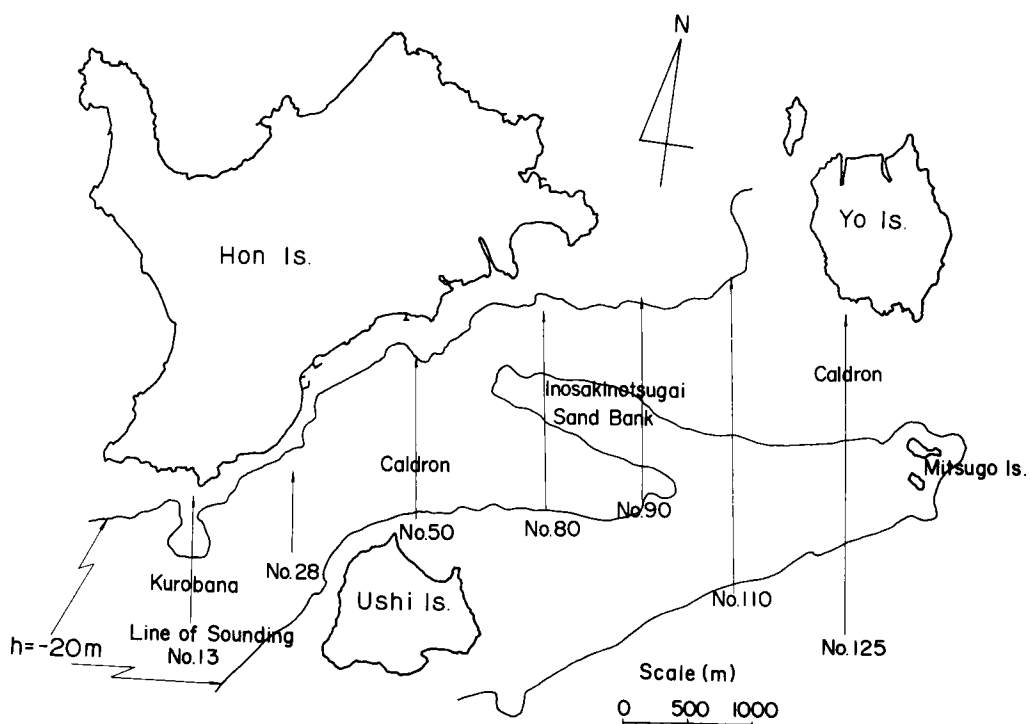 N
Hon Is.
Yo Is.
Inosakinotsugai
Sand Bank
Caldron
Caldron
Mitsugo Is.
No.90
No.50
No.80
No.28
Kurobana
Ushi Is.
No.110
Line of Sounding
No.13
h=-20m
No.125
Scale (m)
0 500 1000